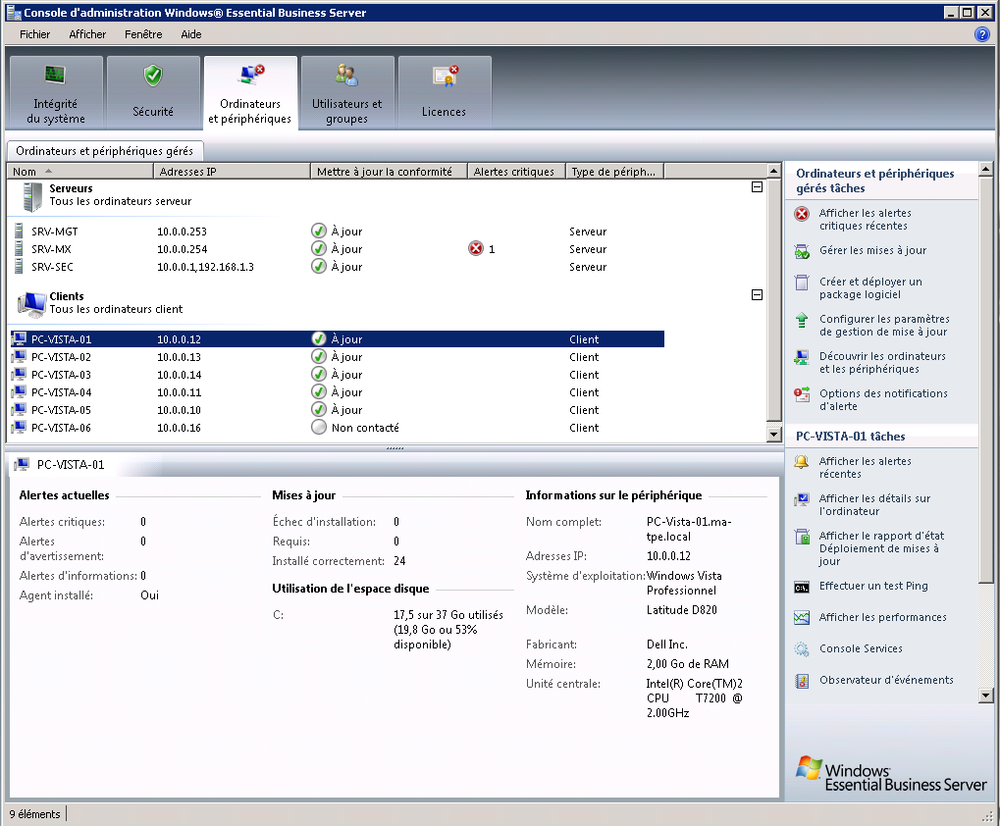 Console d'administration Windows® Essential Business Server
Fichier Afficher Fenêtre Aide
Intégrité
du système
Sécurité
Ordinateurs
et périphériques
Utilisateurs et
groupes
Licences
Ordinateurs et périphériques gérés
Nom Adresses IP Mettre à jour la conformité Alertes critiques Type de périph...
Serveurs
Tous les ordinateurs serveur
SRV-MGT 10.0.0.253 À jour Serveur
SRV-MX 10.0.0.254 À jour 1 Serveur
SRV-SEC 10.0.0.1,192.168.1.3 À jour Serveur
Clients
Tous les ordinateurs client
PC-VISTA-01 10.0.0.12 À jour Client
PC-VISTA-02 10.0.0.13 À jour Client
PC-VISTA-03 10.0.0.14 À jour Client
PC-VISTA-04 10.0.0.11 À jour Client
PC-VISTA-05 10.0.0.10 À jour Client
PC-VISTA-06 10.0.0.16 Non contacté Client
PC-VISTA-01
Alertes actuelles
Alertes critiques: 0
Alertes
d'avertissement: 0
Alertes d'informations: 0
Agent installé: Oui
Mises à jour
Échec d'installation: 0
Requis: 0
Installé correctement: 24
Utilisation de l'espace disque
C: 17,5 sur 37 Go utilisés
(19,8 Go ou 53%
disponible)
Informations sur le périphérique
Nom complet: PC-Vista-01.ma-
tpe.local
Adresses IP: 10.0.0.12
Système d'exploitation: Windows Vista
Professionnel
Modèle: Latitude D820
Fabricant: Dell Inc.
Mémoire: 2,00 Go de RAM
Unité centrale: Intel(R) Core(TM)2
CPU T7200 @
2.00GHz
Ordinateurs et périphériques
gérés tâches
Afficher les alertes
critiques récentes
Gérer les mises à jour
Créer et déployer un
package logiciel
Configurer les paramètres
de gestion de mise à jour
Découvrir les ordinateurs
et les périphériques
Options des notifications
d'alerte
PC-VISTA-01 tâches
Afficher les alertes
récentes
Afficher les détails sur
l'ordinateur
Afficher le rapport d'état
Déploiement de mises à
jour
Effectuer un test Ping
Afficher les performances
Console Services
Observateur d'événements
Windows
Essential Business Server
9 éléments